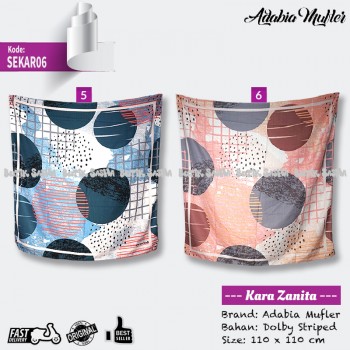 Adabia Mufler
Kode:
SEKAR06
5
6
--- Kara Zanita ---
Brand: Adabia Mufler
Bahan: Dolby Striped
Size: 110 x 110 cm
FAST DELIVERY
ORIGINAL
BEST
SELLER